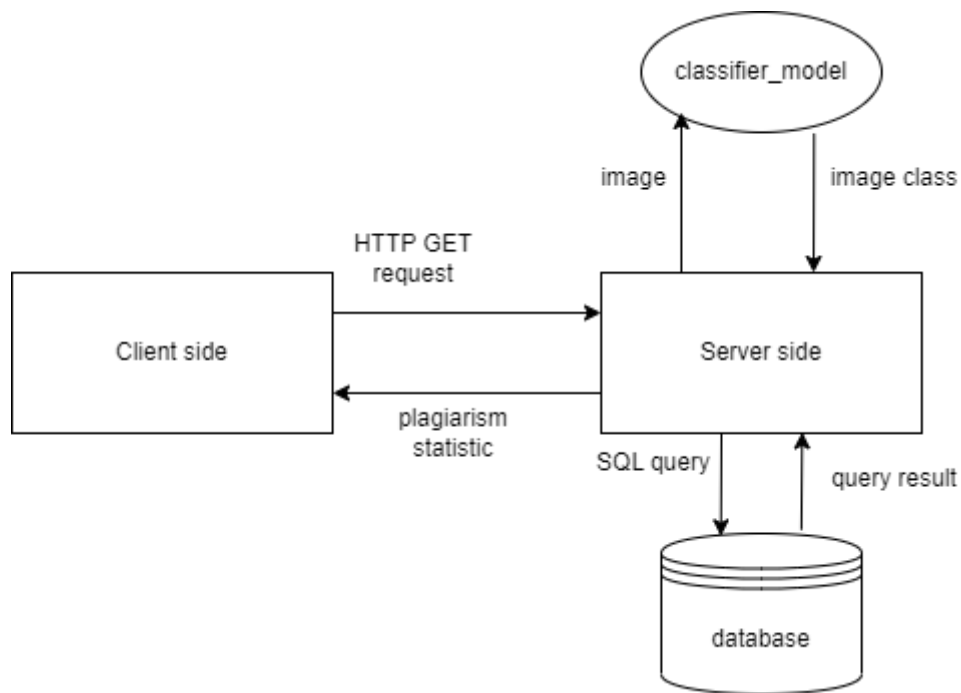 classifier_model
image
image class
HTTP GET
request
Client side
Server side
plagiarism
statistic
SQL query
query result
database